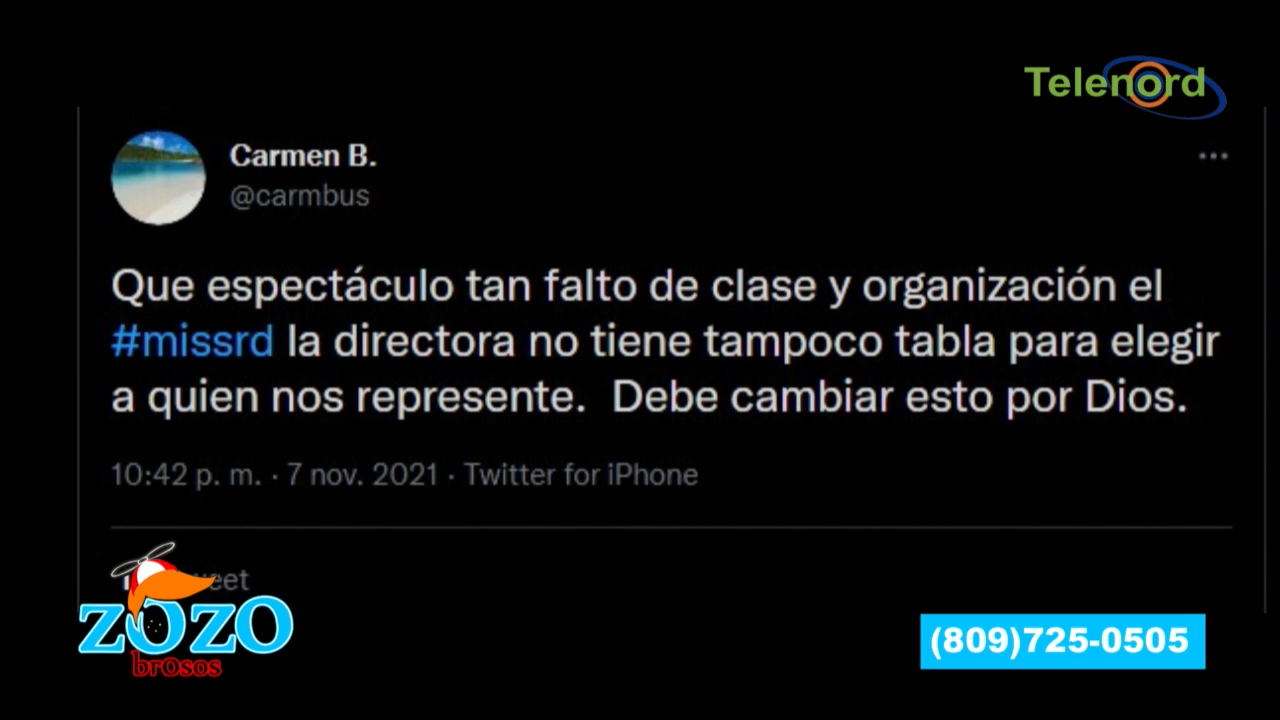 Telenord
Carmen B.
@carmbus
Que espectáculo tan falto de clase y organización el
#missrd la directora no tiene tampoco tabla para elegir
a quien nos represente.  Debe cambiar esto por Dios.
10:42 p. m. · 7 nov. 2021 · Twitter for iPhone
ZOZO
brOsos
(809)725-0505